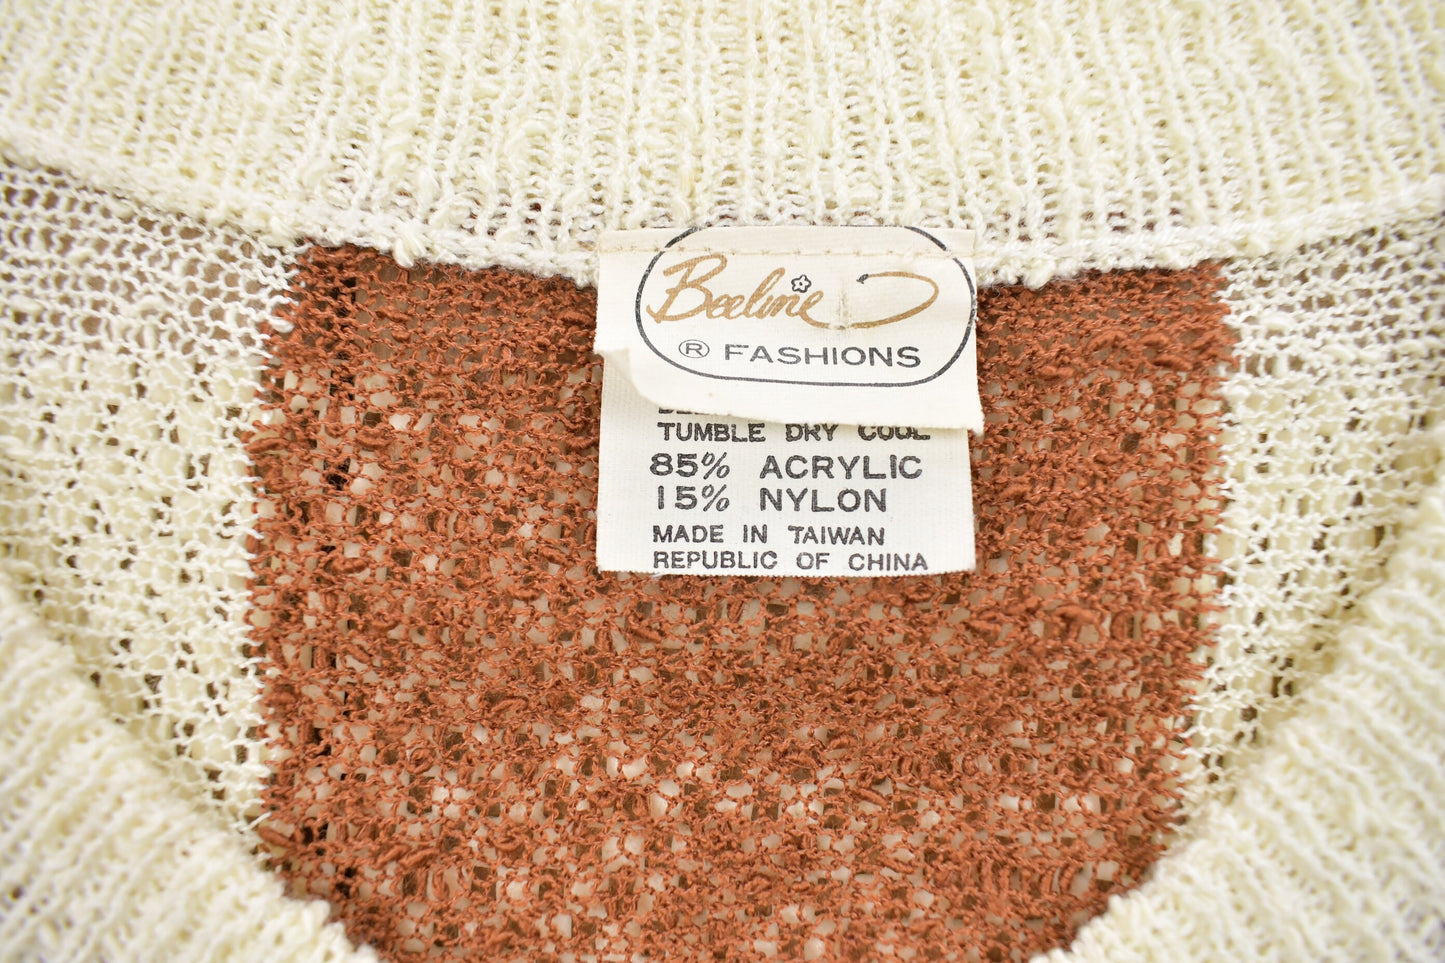 Beeline
® FASHIONS
TUMBLE DRY COOL
85% ACRYLIC
15% NYLON
MADE IN TAIWAN
REPUBLIC OF CHINA